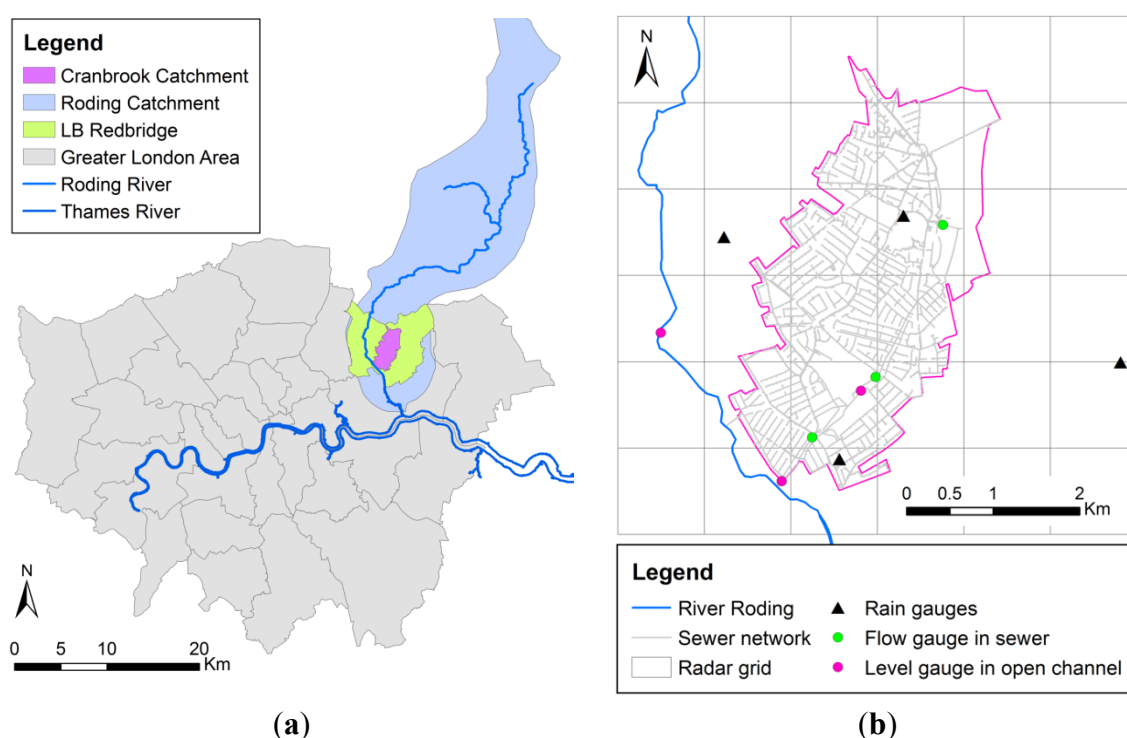 Legend
Cranbrook Catchment
Roding Catchment
LB Redbridge
Greater London Area
Roding River
Thames River
N
0 5 10 20
Km
(a)
N
0 0.5 1 2
Km
Legend
River Roding
Sewer network
Radar grid
Rain gauges
Flow gauge in sewer
Level gauge in open channel
(b)